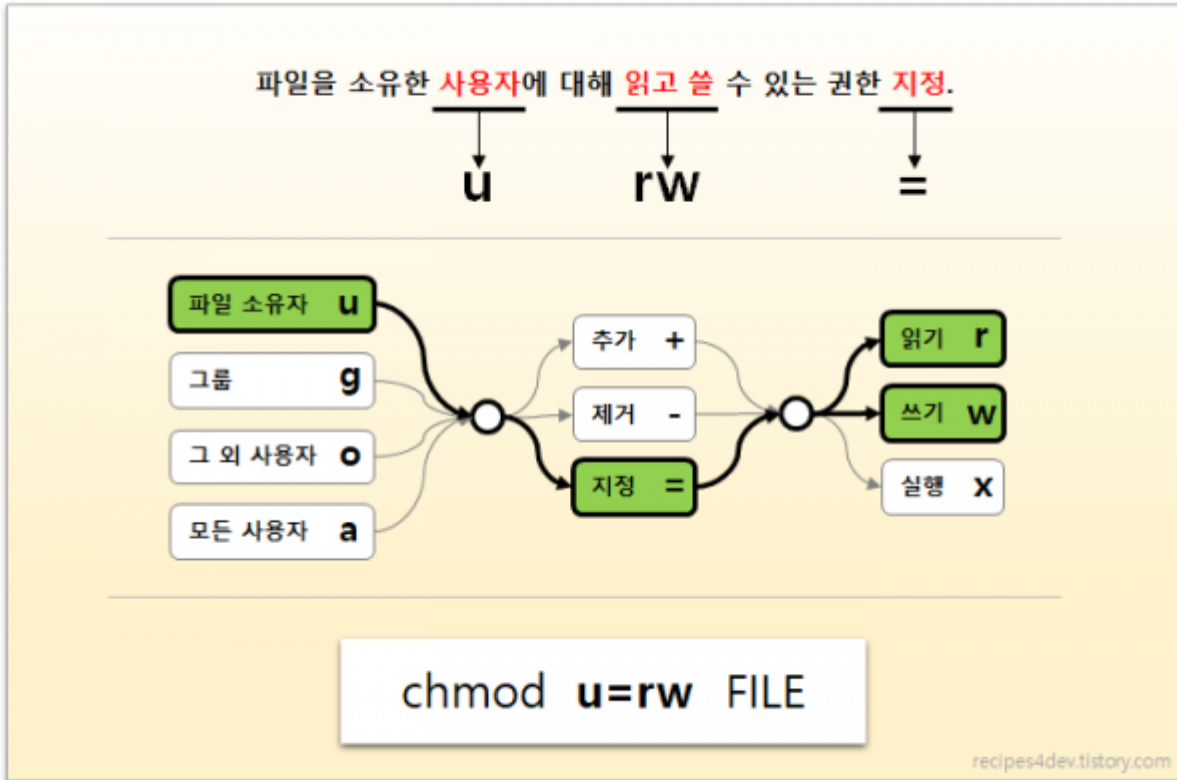 파일을 소유한 사용자에 대해 읽고 쓸 수 있는 권한 지정.
u rw =
파일 소유자 u
그룹 g
그 외 사용자 o
모든 사용자 a
추가 +
제거 -
지정 =
읽기 r
쓰기 w
실행 x
chmod u=rw FILE
recipes4dev.tistory.com